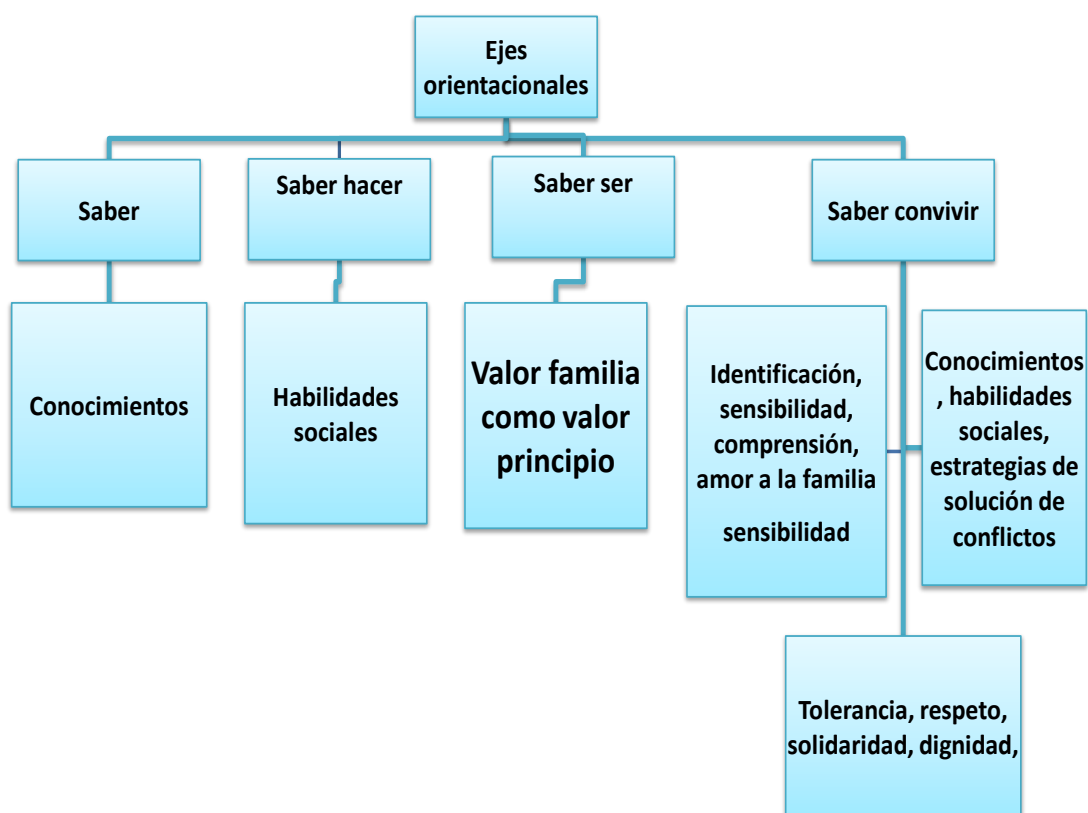 Ejes
orientacionales
Saber
Saber hacer
Saber ser
Saber convivir
Conocimientos
Habilidades
sociales
Valor familia
como valor
principio
Identificación,
sensibilidad,
comprensión,
amor a la familia
sensibilidad
Conocimientos
, habilidades
sociales,
estrategias de
solución de
conflictos
Tolerancia, respeto,
solidaridad, dignidad,